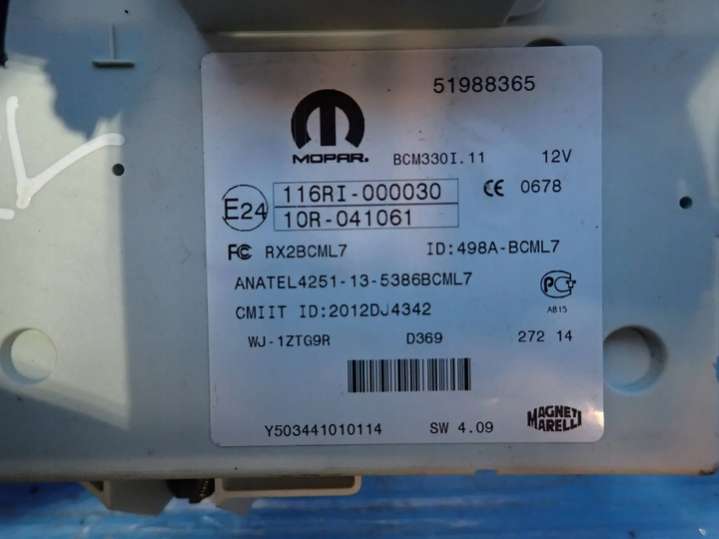 51988365
MOPAR®
BCM330I.11 12V
E24 116RI-000030
10R-041061
CE 0678
FC RX2BCML7 ID:498A-BCML7
ANATEL4251-13-5386BCML7
CMIIT ID:2012DJ4342
AB15
WJ-1ZTG9R D369 272 14
Y503441010114 SW 4.09
MAGNETI
MARELLI